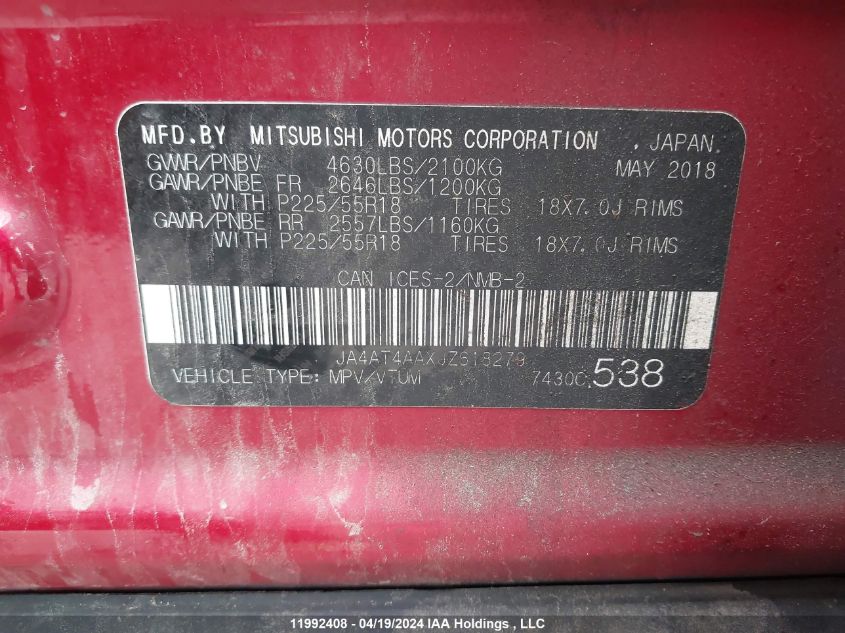 MFD.BY MITSUBISHI MOTORS CORPORATION . JAPAN.
GVWR/PNBV 4630LBS/2100KG MAY 2018
GAWR/PNBE FR 2646LBS/1200KG
WITH P225/55R18 TIRES 18X7.0J RIMS
GAWR/PNBE RR 2557LBS/1160KG
WITH P225/55R18 TIRES 18X7.0J RIMS
CAN ICES-2/NMB-2
JA4AT4AAXJZ613279
VEHICLE TYPE: MPV/VTUM 7430C 538
11992408 - 04/19/2024 IAA Holdings , LLC